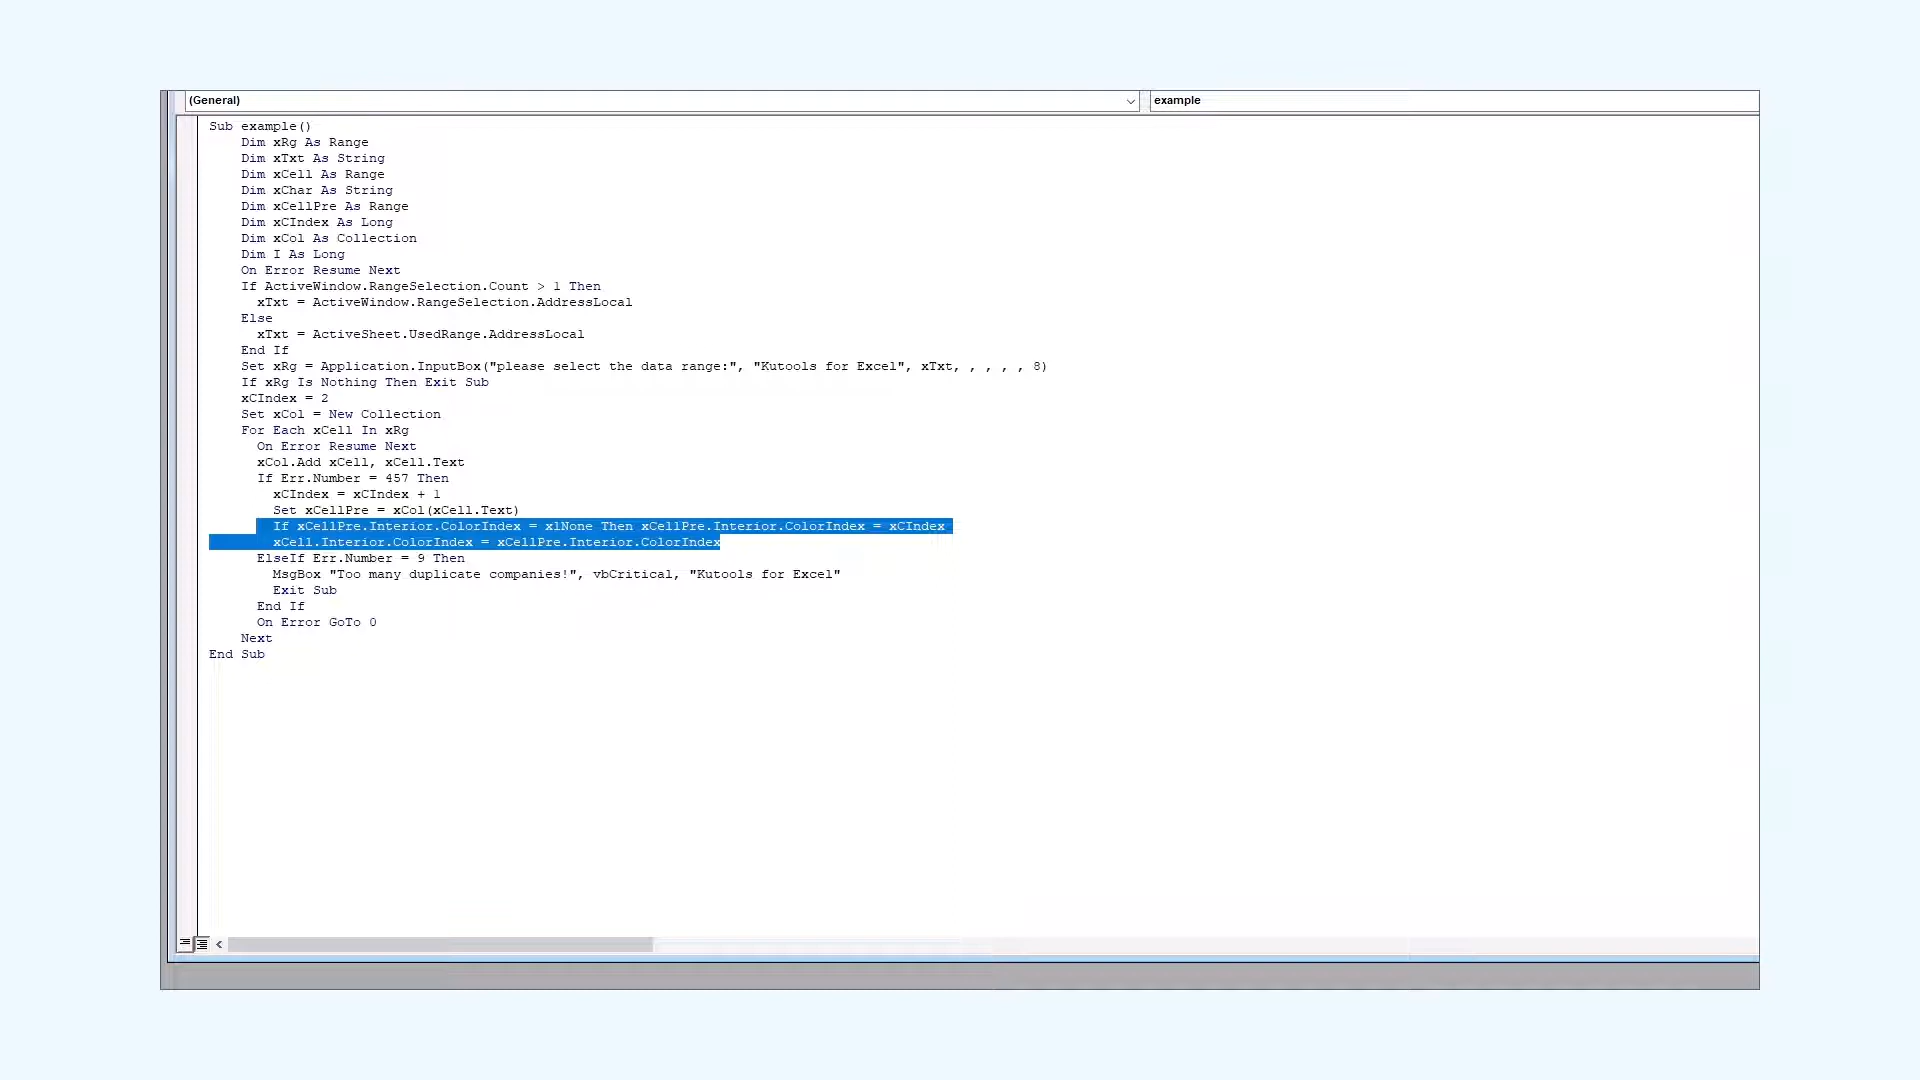 (General)
example
Sub example()
Dim xRg As Range
Dim xTxt As String
Dim xCell As Range
Dim xChar As String
Dim xCellPre As Range
Dim xCIndex As Long
Dim xCol As Collection
Dim I As Long
On Error Resume Next
If ActiveWindow.RangeSelection.Count > 1 Then
xTxt = ActiveWindow.RangeSelection.AddressLocal
Else
xTxt = ActiveSheet.UsedRange.AddressLocal
End If
Set xRg = Application.InputBox("please select the data range:", "Kutools for Excel", xTxt, , , , , 8)
If xRg Is Nothing Then Exit Sub
xCIndex = 2
Set xCol = New Collection
For Each xCell In xRg
On Error Resume Next
xCol.Add xCell, xCell.Text
If Err.Number = 457 Then
xCIndex = xCIndex + 1
Set xCellPre = xCol(xCell.Text)
If xCellPre.Interior.ColorIndex = xlNone Then xCellPre.Interior.ColorIndex = xCIndex
xCell.Interior.ColorIndex = xCellPre.Interior.ColorIndex
ElseIf Err.Number = 9 Then
MsgBox "Too many duplicate companies!", vbCritical, "Kutools for Excel"
Exit Sub
End If
On Error GoTo 0
Next
End Sub